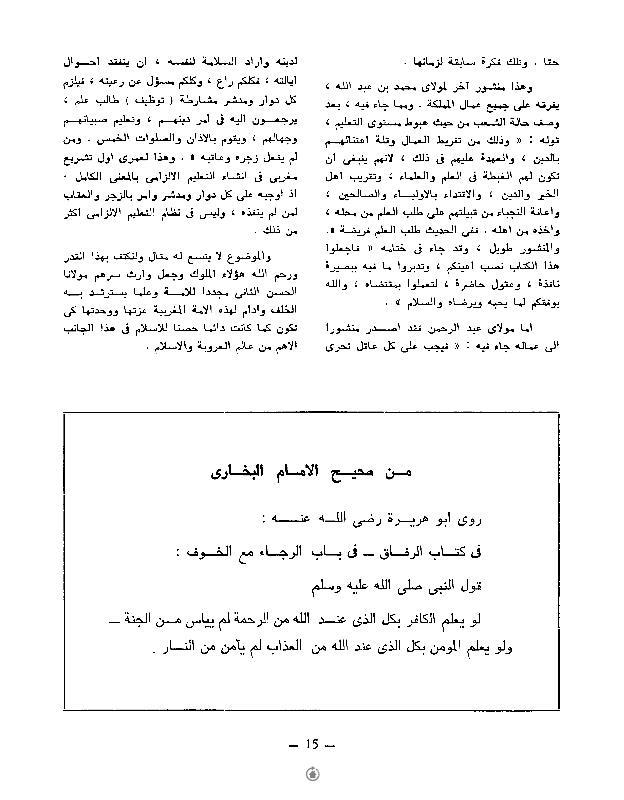 حقا ، وتلك فكرة سابقة لزمانها .
وهذا منشور آخر لمولاى محمد بن عبد الله ،
يفرقه على جميع عمال المملكة . ومما جاء فيه ، بعد
وصف حالة الشعب من حيث هبوط مستوى التعليم ،
قوله : « وذلك من تفريط العمال وقلة اعتنائهم
بالدين ، والعهدة عليهم فى ذلك ، لانهم ينبغى ان
تكون لهم الغبطة فى العلم والعلماء ، وتقريب اهل
الخير والدين ، والاقتداء بالاولياء والصالحين ،
واعانة النجباء من قبيلتهم على طلب العلم من محله ،
واخذه من اهله . ففى الحديث طلب العلم فريضة ».
والمنشور طويل ، وقد جاء فى ختامه « فاجعلوا
هذا الكتاب نصب اعينكم ، وتدبروا ما فيه ببصيرة
نافذة ، وعقول حاضرة ، لتعملوا بمقتضاه ، والله
يوفقكم لما يحبه ويرضاه والسلام » .
اما مولاى عبد الرحمن فقد اصدر منشورا
الى عماله جاء فيه : « فيجب على كل عاقل تحرى
لدينه واراد السلامة لنفسه ، ان يتفقد احوال
ايالته ، فكلكم راع ، وكلكم مسؤل عن رعيته ، فيلزم
كل دوار ومدشر مشارطة ( توظيف ) طالب علم ،
يرجعون اليه فى أمر دينهم ، وتعليم صبيانهم
وجهالهم ، ويقوم بالاذان والصلوات الخمس . ومن
لم يفعل زجره وعاقبه » . وهذا لعمرى اول تشريع
مغربى فى انشاء التعليم الالزامى بالمعنى الكامل .
اذ اوجبه على كل دوار ومدشر وامر بالزجر والعقاب
لمن لم ينفذه ، وليس فى نظام التعليم الالزامى أكثر
من ذلك .
والموضوع لا يتسع له مقال ولنكتف بهذا القدر
ورحم الله هؤلاء الملوك وجعل وارث سرهم مولانا
الحسن الثانى مجددا للامة وعلما يسترشد به
الخلف وادام لهذه الامة المغربية عزتها ووحدتها كى
تكون كما كانت دائما حصنا للاسلام فى هذا الجانب
الاهم من عالم العروبة والاسلام .
من صحيح الامام البخارى
روى ابو هريرة رضى الله عنه :
فى كتاب الرفاق ــ فى باب الرجاء مع الخوف :
قول النبى صلى الله عليه وسلم
لو يعلم الكافر بكل الذى عند الله من الرحمة لم ييأس من الجنة ــ
ولو يعلم المومن بكل الذى عند الله من العذاب لم يأمن من النار .
— 15 —